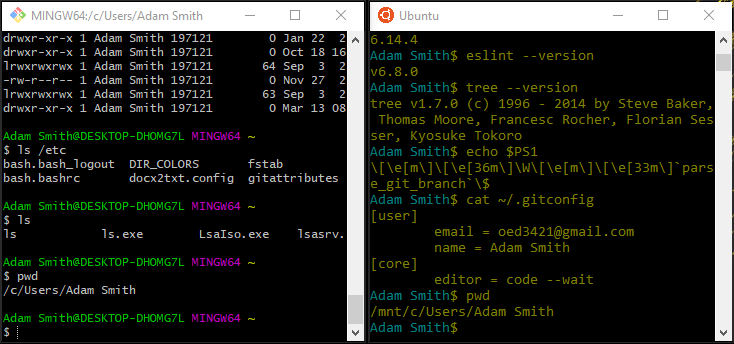 MINGW64:/c/Users/Adam Smith
drwxr-xr-x 1 Adam Smith 197121 0 Jan 22 2
drwxr-xr-x 1 Adam Smith 197121 0 Oct 18 16
lrwxrwxrwx 1 Adam Smith 197121 64 Sep 3 2
-rw-r--r-- 1 Adam Smith 197121 0 Nov 27 2
lrwxrwxrwx 1 Adam Smith 197121 63 Sep 3 2
drwxr-xr-x 1 Adam Smith 197121 0 Mar 13 08
Adam Smith@DESKTOP-DHOMG7L MINGW64 ~
$ ls /etc
bash.bash_logout DIR_COLORS fstab
bash.bashrc docx2txt.config gitattributes
Adam Smith@DESKTOP-DHOMG7L MINGW64 ~
$ ls
ls ls.exe LsaIso.exe lsasrv.
Adam Smith@DESKTOP-DHOMG7L MINGW64 ~
$ pwd
/c/Users/Adam Smith
Adam Smith@DESKTOP-DHOMG7L MINGW64 ~
$
Ubuntu
6.14.4
Adam Smith$ eslint --version
v6.8.0
Adam Smith$ tree --version
tree v1.7.0 (c) 1996 - 2014 by Steve Baker,
Thomas Moore, Francesc Rocher, Florian Ses
ser, Kyosuke Tokoro
Adam Smith$ echo $PS1
\[\e[m\]\[\e[36m\]\W\[\e[m\]\[\e[33m\]`pars
e_git_branch`\$
Adam Smith$ cat ~/.gitconfig
[user]
email = oed3421@gmail.com
name = Adam Smith
[core]
editor = code --wait
Adam Smith$ pwd
/mnt/c/Users/Adam Smith
Adam Smith$